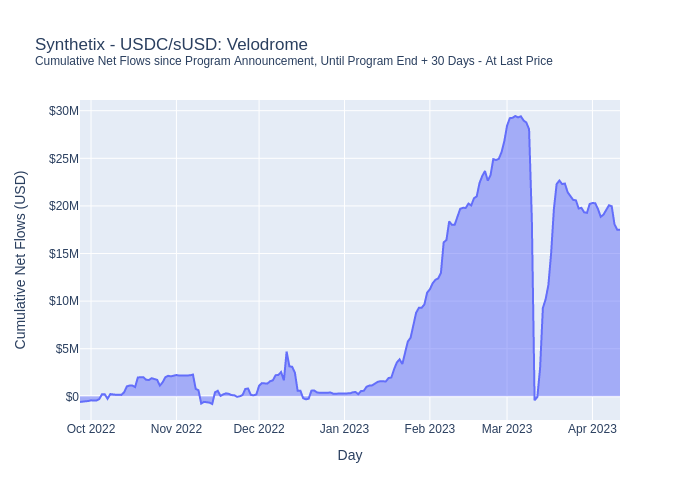 Synthetix - USDC/sUSD: Velodrome
Cumulative Net Flows since Program Announcement, Until Program End + 30 Days - At Last Price
Cumulative Net Flows (USD)
$30M
$25M
$20M
$15M
$10M
$5M
$0
Oct 2022 Nov 2022 Dec 2022 Jan 2023 Feb 2023 Mar 2023 Apr 2023
Day